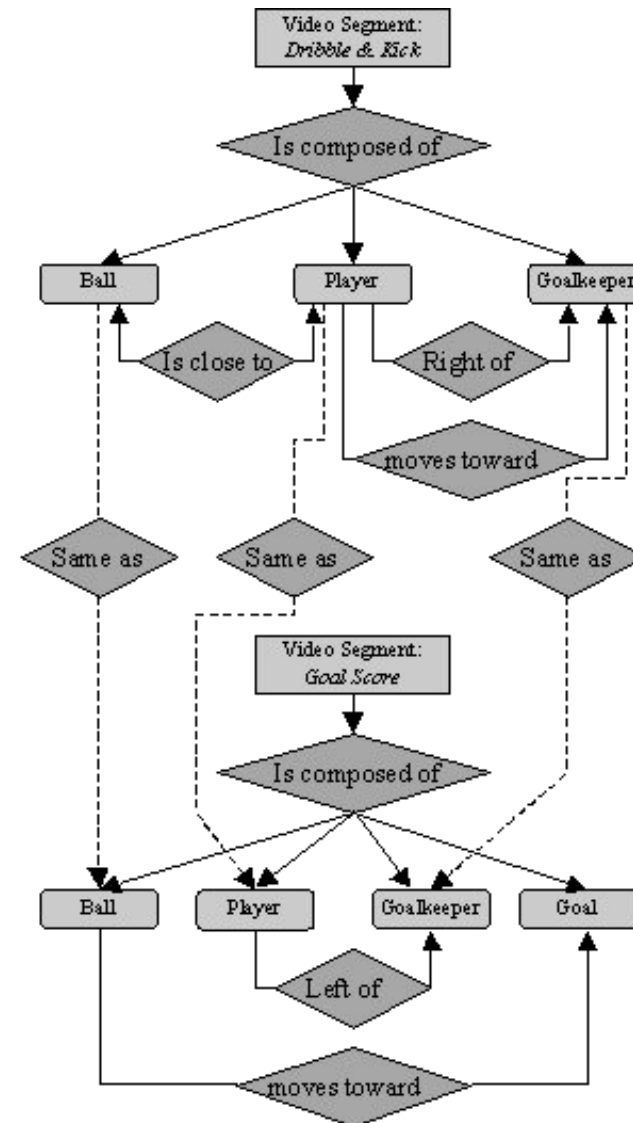 Video Segment:
Dribble & Kick
Is composed of
Ball
Player
Goalkeeper
Is close to
Right of
moves toward
Same as
Same as
Same as
Video Segment:
Goal Score
Is composed of
Ball
Player
Goalkeeper
Goal
Left of
moves toward